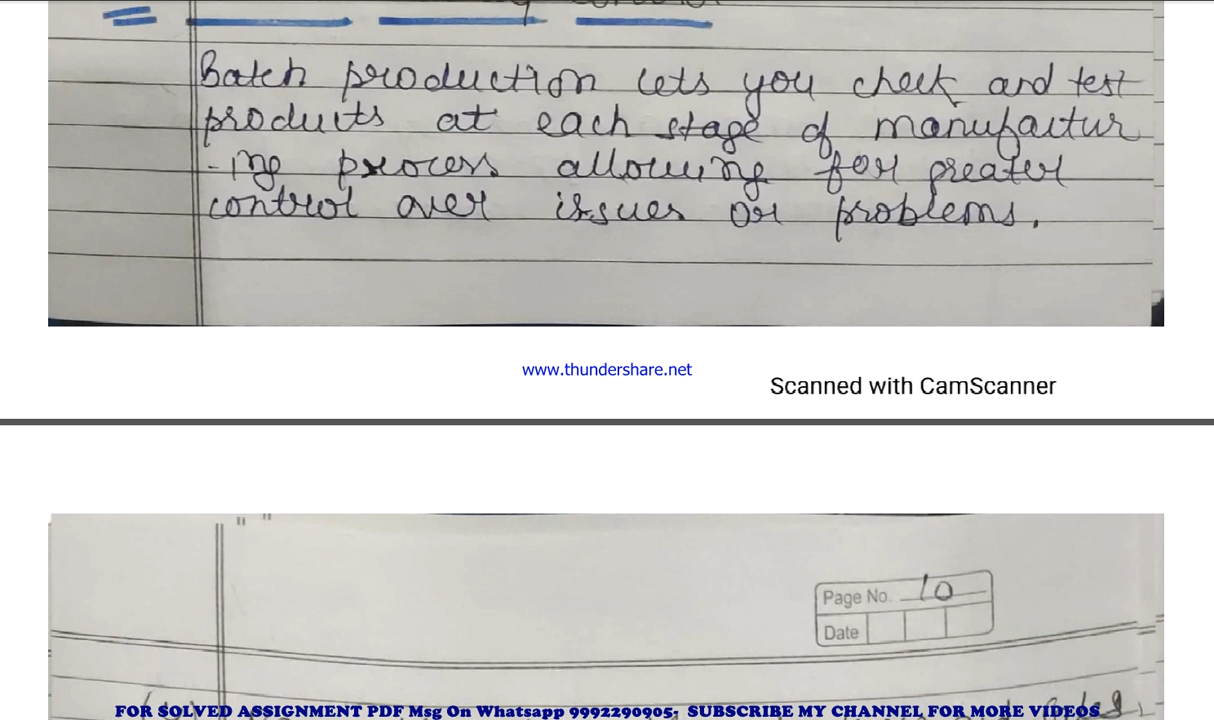 Batch production lets you check and test
products at each stage of manufactur
-ing process allowing for greater
control over issues or problems.
www.thundershare.net
Scanned with CamScanner
" "
Page No. 10
Date
FOR SOLVED ASSIGNMENT PDF Msg On Whatsapp 9992290905, SUBSCRIBE MY CHANNEL FOR MORE VIDEOS